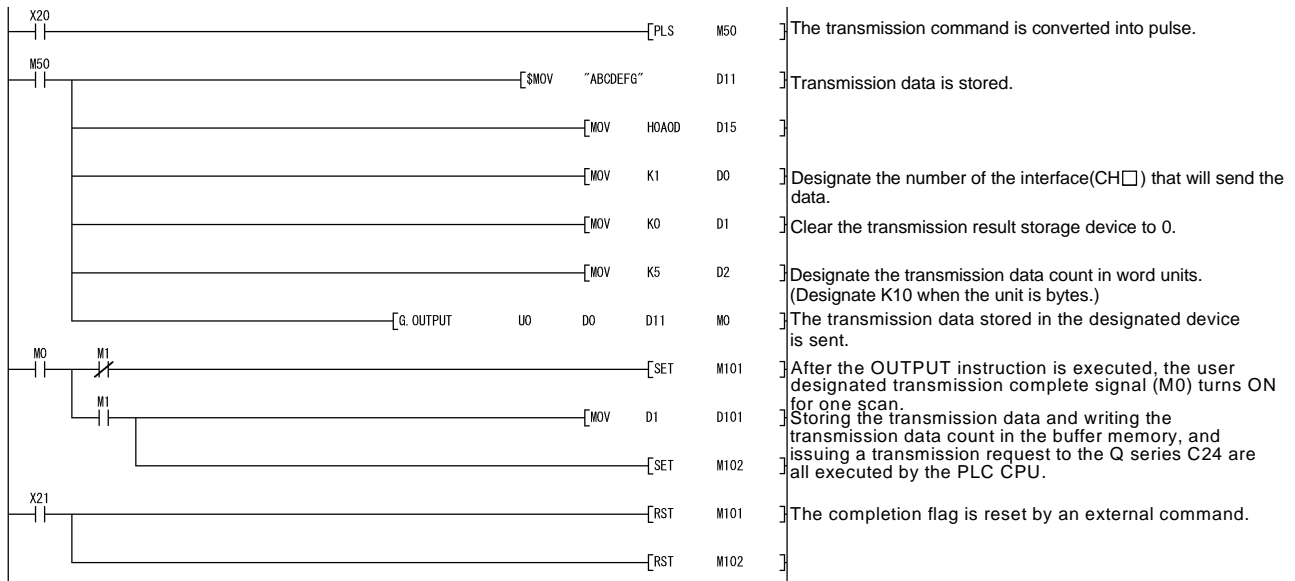 X20
[PLS M50 ] The transmission command is converted into pulse.
M50
[$MOV "ABCDEFG" D11 ] Transmission data is stored.
[MOV H0A0D D15 ]
[MOV K1 D0 ] Designate the number of the interface(CH□) that will send the
data.
[MOV K0 D1 ] Clear the transmission result storage device to 0.
[MOV K5 D2 ] Designate the transmission data count in word units.
(Designate K10 when the unit is bytes.)
[G.OUTPUT U0 D0 D11 M0 ] The transmission data stored in the designated device
is sent.
M0 M1
[SET M101 ] After the OUTPUT instruction is executed, the user
designated transmission complete signal (M0) turns ON
for one scan.
M1
[MOV D1 D101 ] Storing the transmission data and writing the
transmission data count in the buffer memory, and
issuing a transmission request to the Q series C24 are
[SET M102 ] all executed by the PLC CPU.
X21
[RST M101 ] The completion flag is reset by an external command.
[RST M102 ]